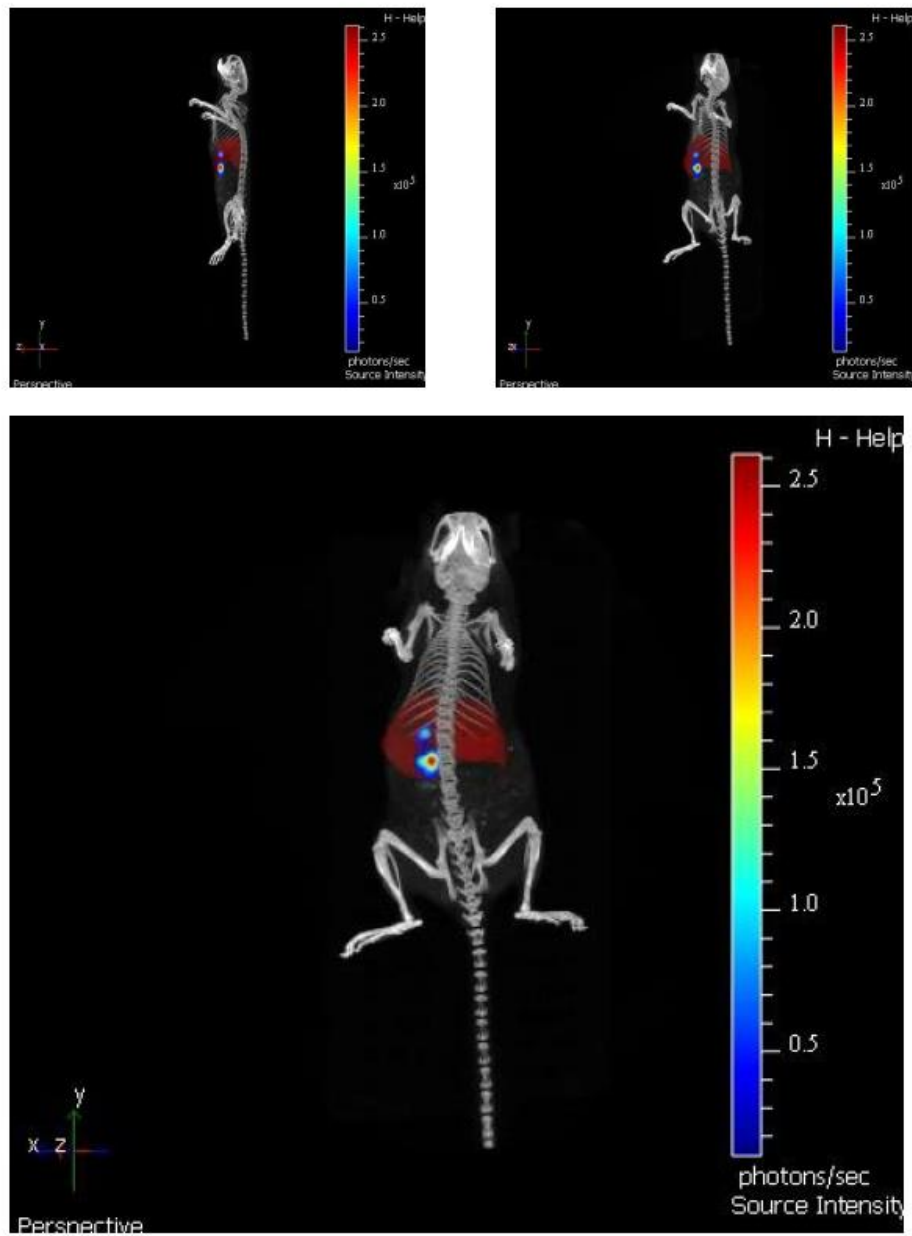 H - Help
2.5
2.0
1.5
x10^5
1.0
0.5
photons/sec
Source Intensity
y
z x
Perspective
H - Help
2.5
2.0
1.5
x10^5
1.0
0.5
photons/sec
Source Intensity
y
zx
Perspective
H - Help
2.5
2.0
1.5
x10^5
1.0
0.5
photons/sec
Source Intensity
y
x z
Perspective